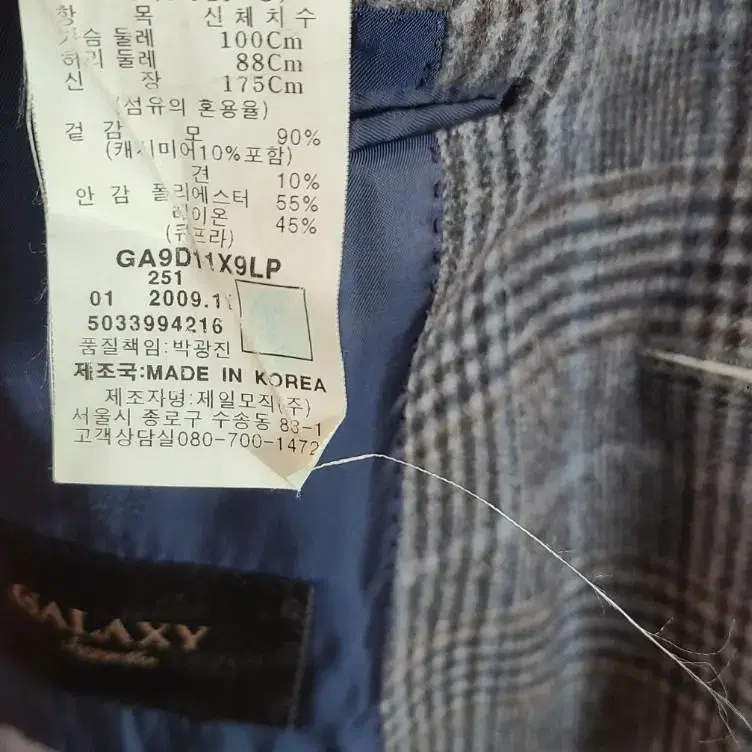 항 목 신 체 치 수
가슴 둘레 100Cm
허리 둘레 88Cm
신 장 175Cm
(섬유의 혼용율)
겉 감 모 90%
(캐시미어10%포함)
견 10%
안 감 폴리에스터 55%
레이온 45%
(큐프라)
GA9D11X9LP
251
01 2009.1
5033994216
품질책임:박광진
제조국:MADE IN KOREA
제조자명:제일모직(주)
서울시 종로구 수송동 83-1
고객상담실080-700-1472
GALAXY